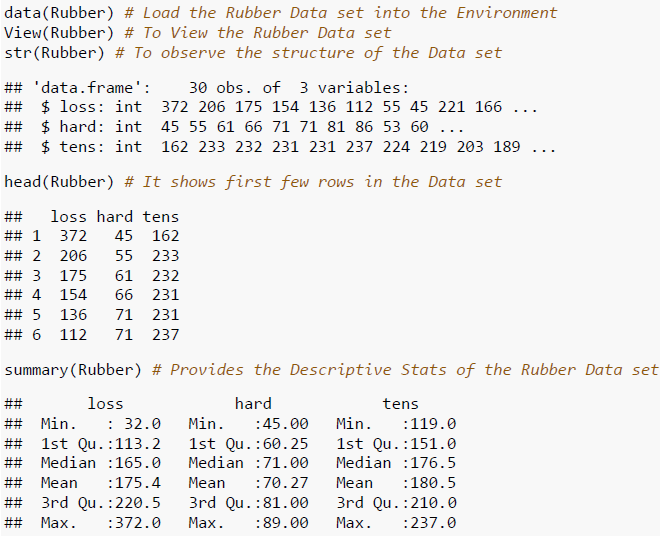 data(Rubber) # Load the Rubber Data set into the Environment
View(Rubber) # To View the Rubber Data set
str(Rubber) # To observe the structure of the Data set
## 'data.frame':    30 obs. of  3 variables:
##  $ loss: int  372 206 175 154 136 112 55 45 221 166 ...
##  $ hard: int  45 55 61 66 71 71 81 86 53 60 ...
##  $ tens: int  162 233 232 231 231 237 224 219 203 189 ...
head(Rubber) # It shows first few rows in the Data set
##   loss hard tens
## 1  372   45  162
## 2  206   55  233
## 3  175   61  232
## 4  154   66  231
## 5  136   71  231
## 6  112   71  237
summary(Rubber) # Provides the Descriptive Stats of the Rubber Data set
##       loss            hard            tens
##  Min.   : 32.0   Min.   :45.00   Min.   :119.0
##  1st Qu.:113.2   1st Qu.:60.25   1st Qu.:151.0
##  Median :165.0   Median :71.00   Median :176.5
##  Mean   :175.4   Mean   :70.27   Mean   :180.5
##  3rd Qu.:220.5   3rd Qu.:81.00   3rd Qu.:210.0
##  Max.   :372.0   Max.   :89.00   Max.   :237.0